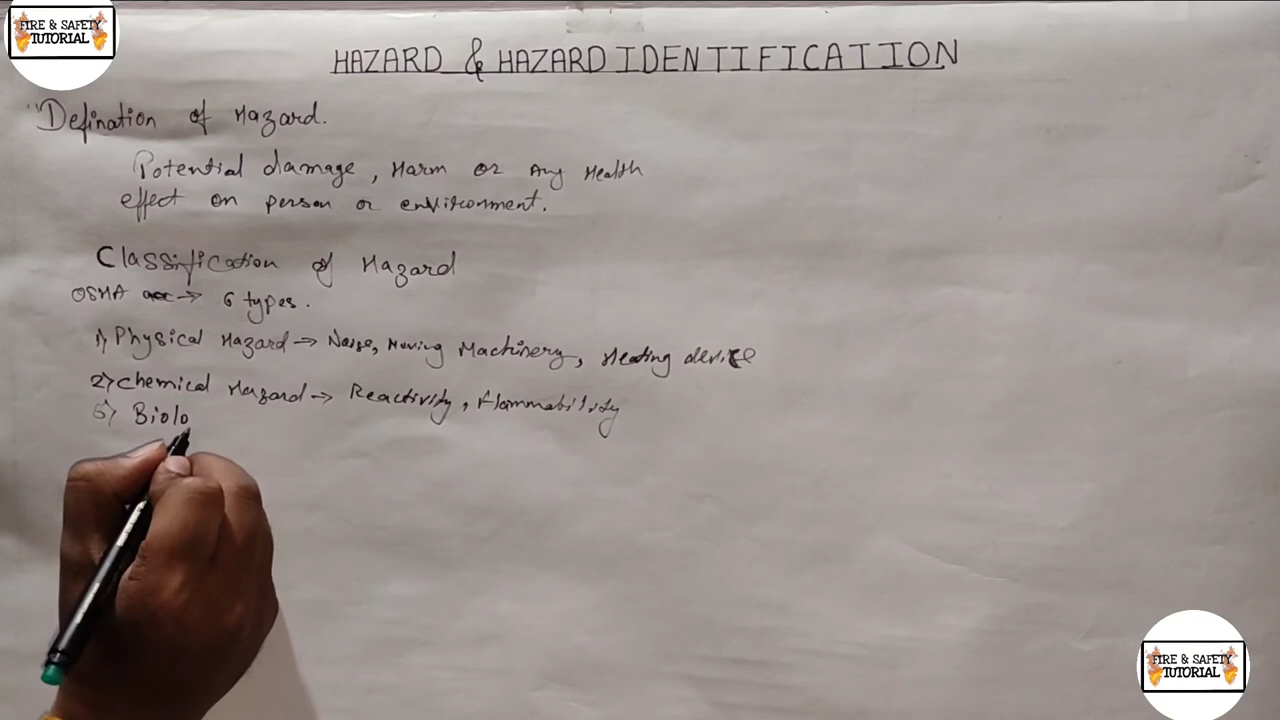 FIRE & SAFETY
TUTORIAL
HAZARD & HAZARD IDENTIFICATION
"Defination of Hazard.
Potential damage, Harm or Any Health
effect on person or environment.
Classification of Hazard
OSHA → 6 types.
1) Physical Hazard → Noise, Moving Machinery, Heating device
2) Chemical Hazard → Reactivity, Flammability
3) Biolo
FIRE & SAFETY
TUTORIAL